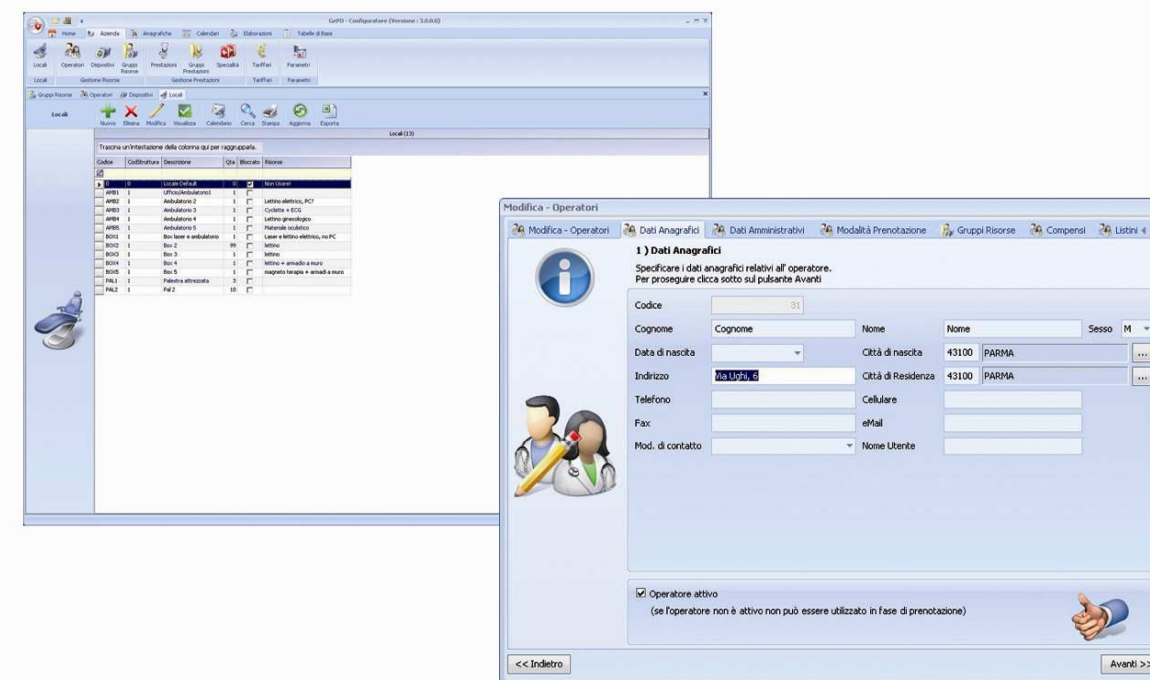 GePO - Configuratore (Versione : 3.0.0.0)
Home Azienda Anagrafiche Calendari Elaborazioni Tabelle di Base
Locali Operatori Dispositivi Gruppi Risorse Prestazioni Gruppi Prestazioni Specialità Tariffari Parametri
Locali Gestione Risorse Gestione Prestazioni Tariffari Parametri
Gruppi Risorse Operatori Dispositivi Locali
Locali
Nuovo Elimina Modifica Visualizza Calendario Cerca Stampa Aggiorna Esporta
Locali (13)
Trascina un'intestazione della colonna qui per raggrupparla.
Codice CodStruttura Descrizione Qta Bloccato Risorse
0 0 Locale Default 0 Non Usare!
AMB1 1 Ufficio/Ambulatorio1 1
AMB2 1 Ambulatorio 2 1 Lettino elettrico, PC?
AMB3 1 Ambulatorio 3 1 Cyclette + ECG
AMB4 1 Ambulatorio 4 1 Lettino ginecologico
AMB5 1 Ambulatorio 5 1 Materiale oculistico
BOX1 1 Box laser e ambulatorio 1 Laser e lettino elettrico, no PC
BOX2 1 Box 2 99 lettino
BOX3 1 Box 3 1 lettino
BOX4 1 Box 4 1 lettino + armadio a muro
BOX5 1 Box 5 1 magneto terapia + armadi a muro
PAL1 1 Palestra attrezzata 3
PAL2 1 Pal 2 10
Modifica - Operatori
Modifica - Operatori Dati Anagrafici Dati Amministrativi Modalità Prenotazione Gruppi Risorse Compensi Listini
1 ) Dati Anagrafici
Specificare i dati anagrafici relativi all' operatore.
Per proseguire clicca sotto sul pulsante Avanti
Codice 31
Cognome Cognome Nome Nome Sesso M
Data di nascita Città di nascita 43100 PARMA ...
Indirizzo Via Ughi, 6 Città di Residenza 43100 PARMA ...
Telefono Cellulare
Fax eMail
Mod. di contatto Nome Utente
Operatore attivo
(se l'operatore non è attivo non può essere utilizzato in fase di prenotazione)
<< Indietro Avanti >>